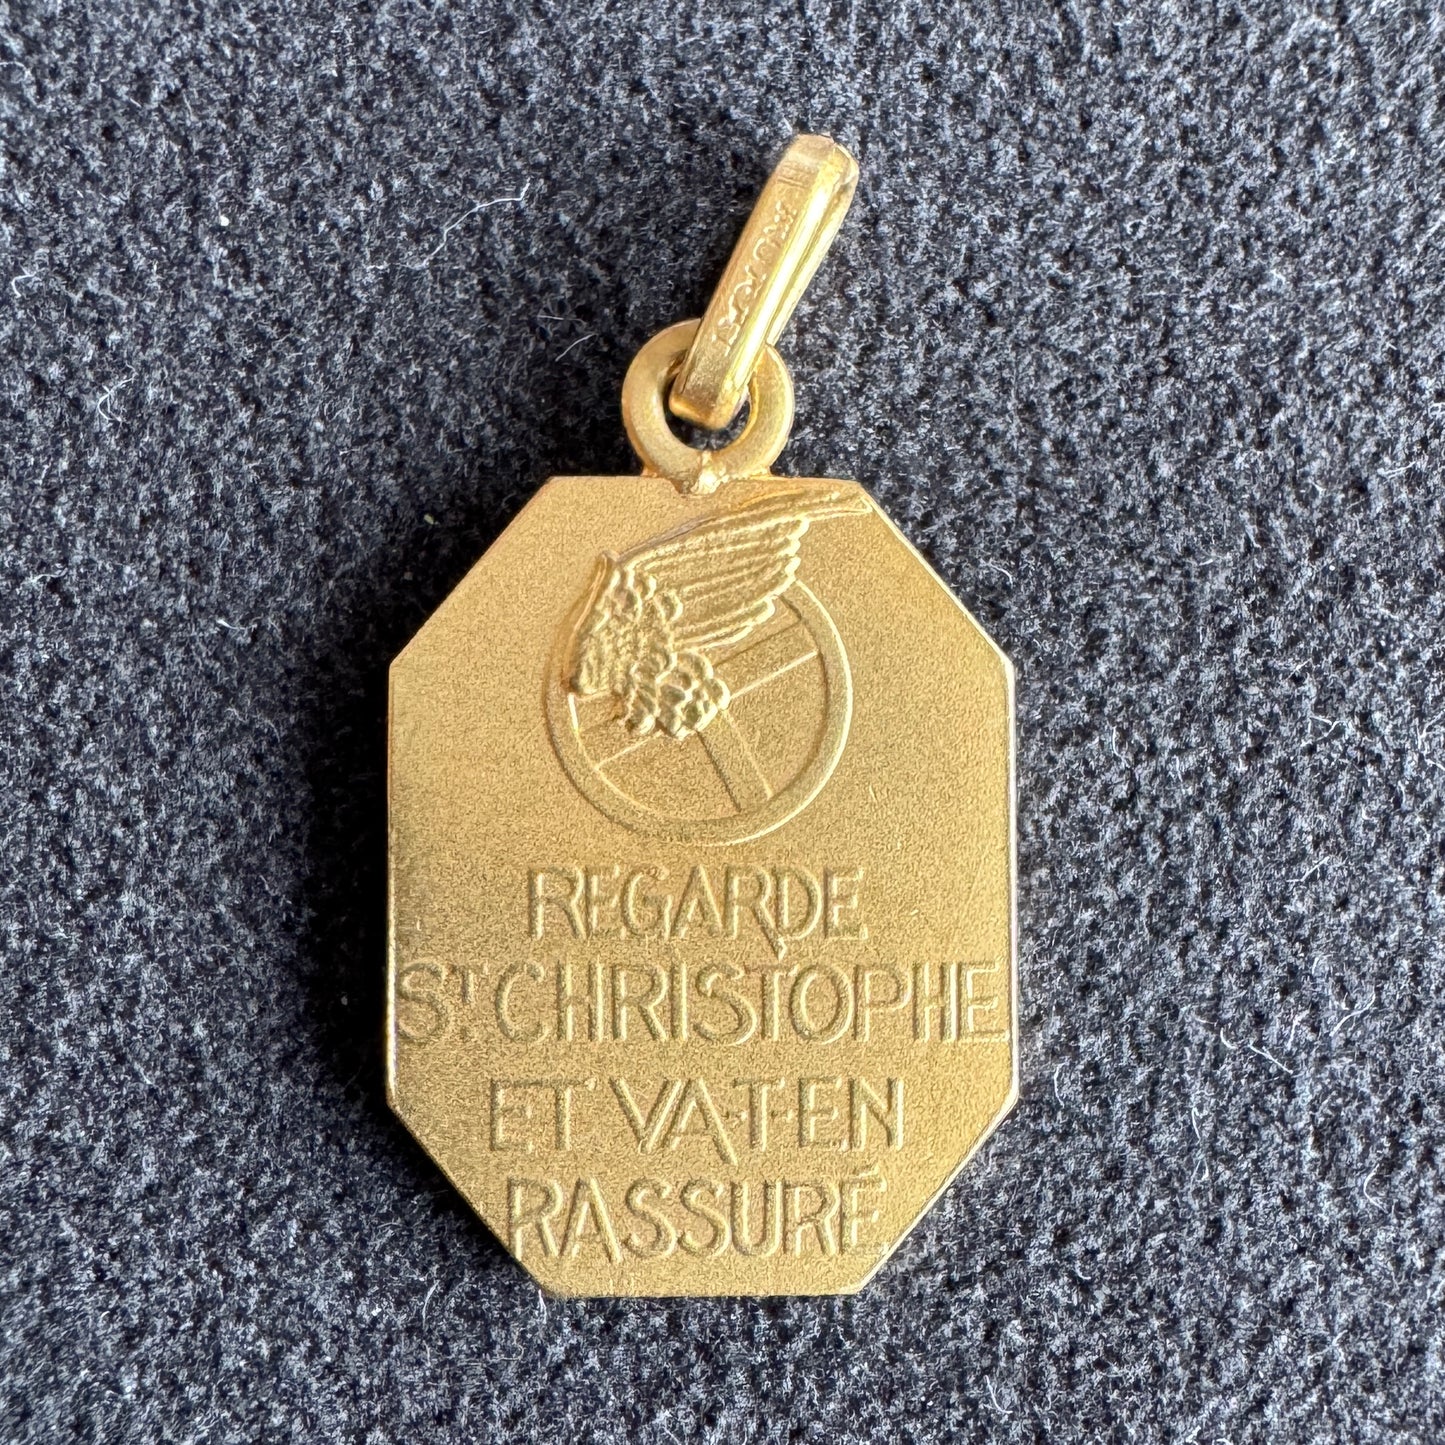 REGARDE
ST CHRISTOPHE
ET VA-T-EN
RASSURÉ